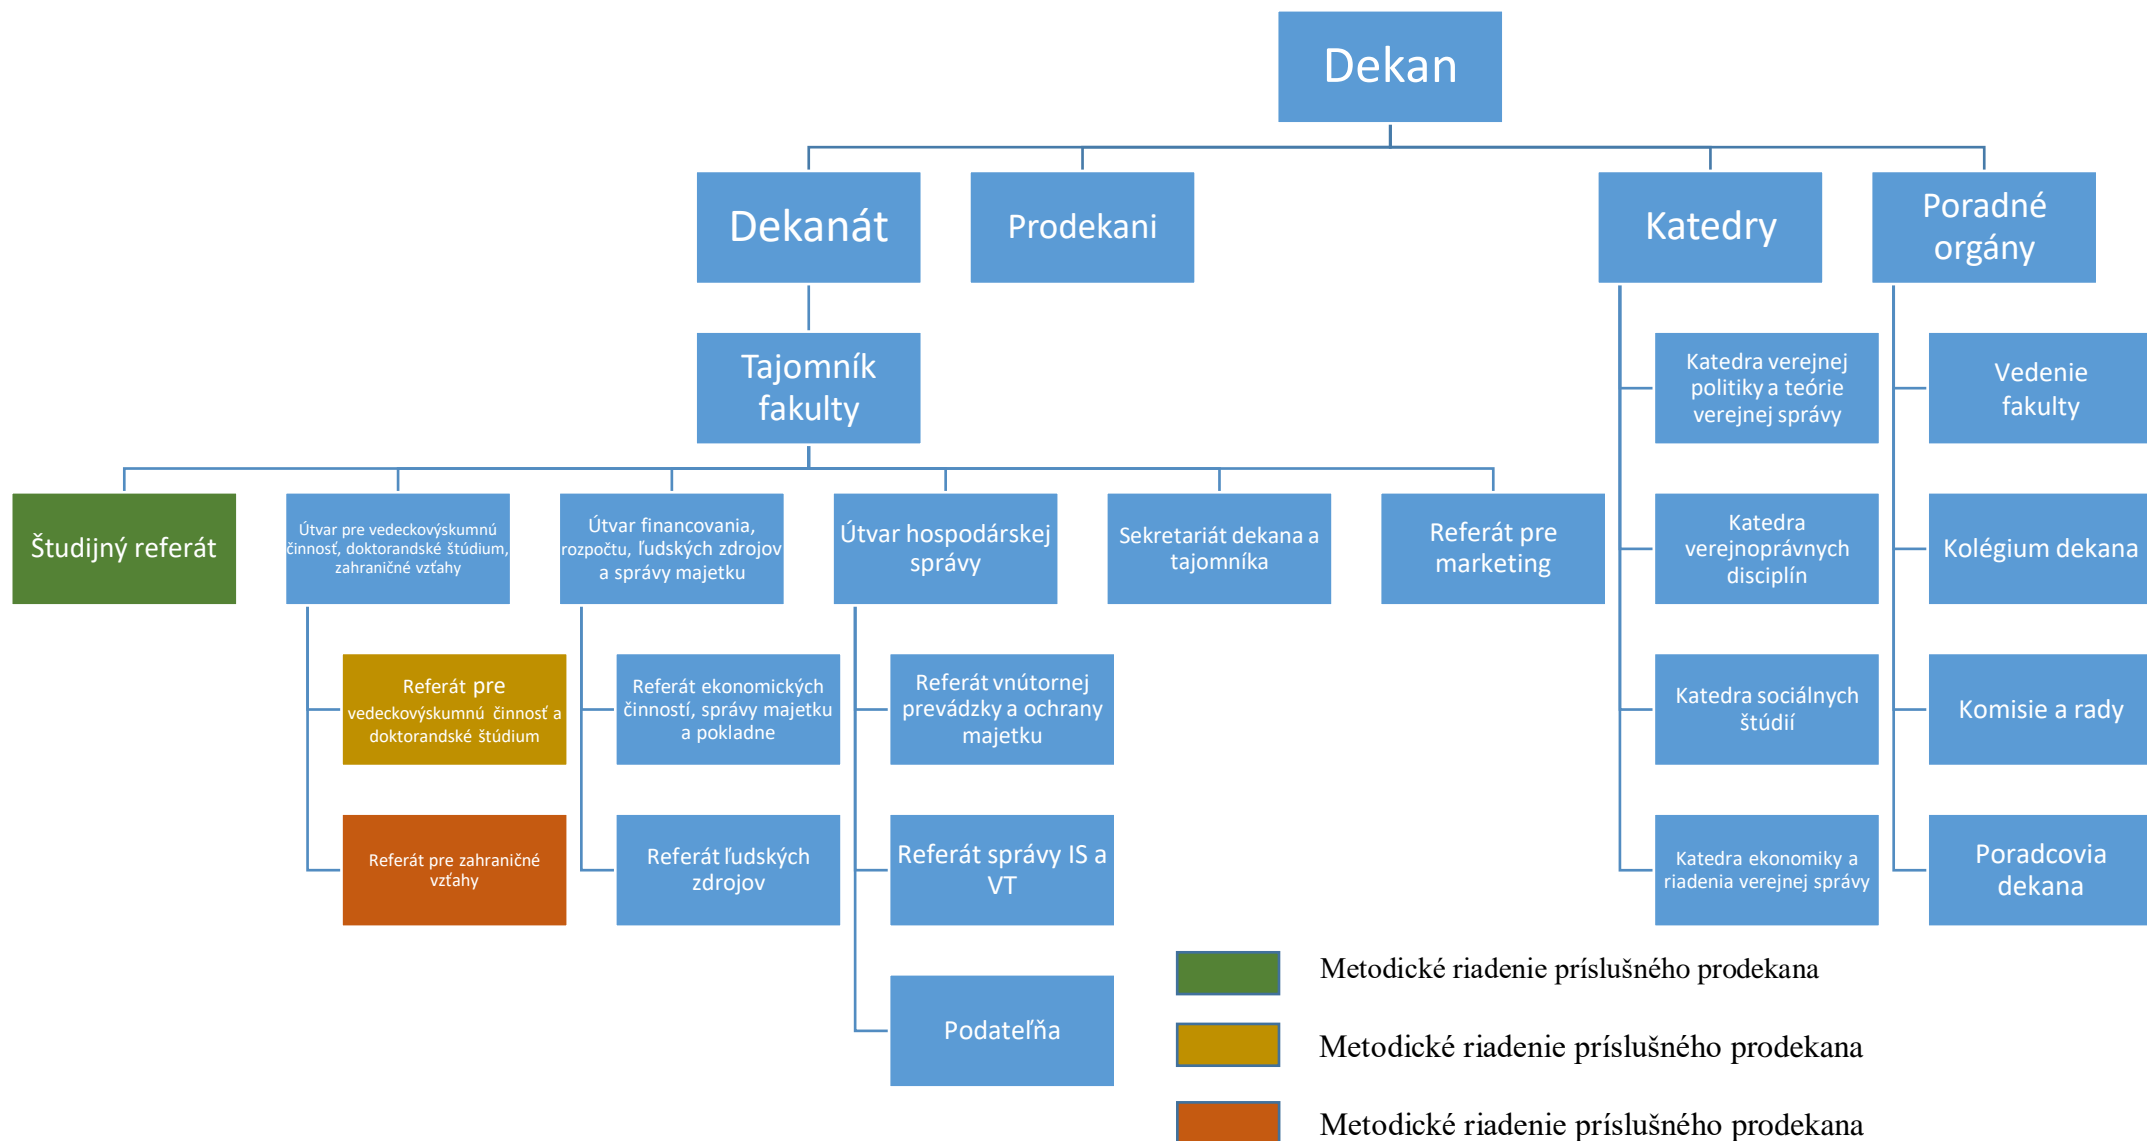 Dekan
Dekanát
Prodekani
Katedry
Poradné
orgány
Tajomník
fakulty
Katedra verejnej
politiky a teórie
verejnej správy
Vedenie
fakulty
Študijný referát
Útvar pre vedeckovýskumnú
činnosť, doktorandské štúdium,
zahraničné vzťahy
Útvar financovania,
rozpočtu, ľudských zdrojov
a správy majetku
Útvar hospodárskej
správy
Sekretariát dekana a
tajomníka
Referát pre
marketing
Katedra
verejnoprávnych
disciplín
Kolégium dekana
Referát pre
vedeckovýskumnú činnosť a
doktorandské štúdium
Referát ekonomických
činností, správy majetku
a pokladne
Referát vnútornej
prevádzky a ochrany
majetku
Katedra sociálnych
štúdií
Komisie a rady
Referát pre zahraničné
vzťahy
Referát ľudských
zdrojov
Referát správy IS a
VT
Katedra ekonomiky a
riadenia verejnej správy
Poradcovia
dekana
Podateľňa
Metodické riadenie príslušného prodekana
Metodické riadenie príslušného prodekana
Metodické riadenie príslušného prodekana